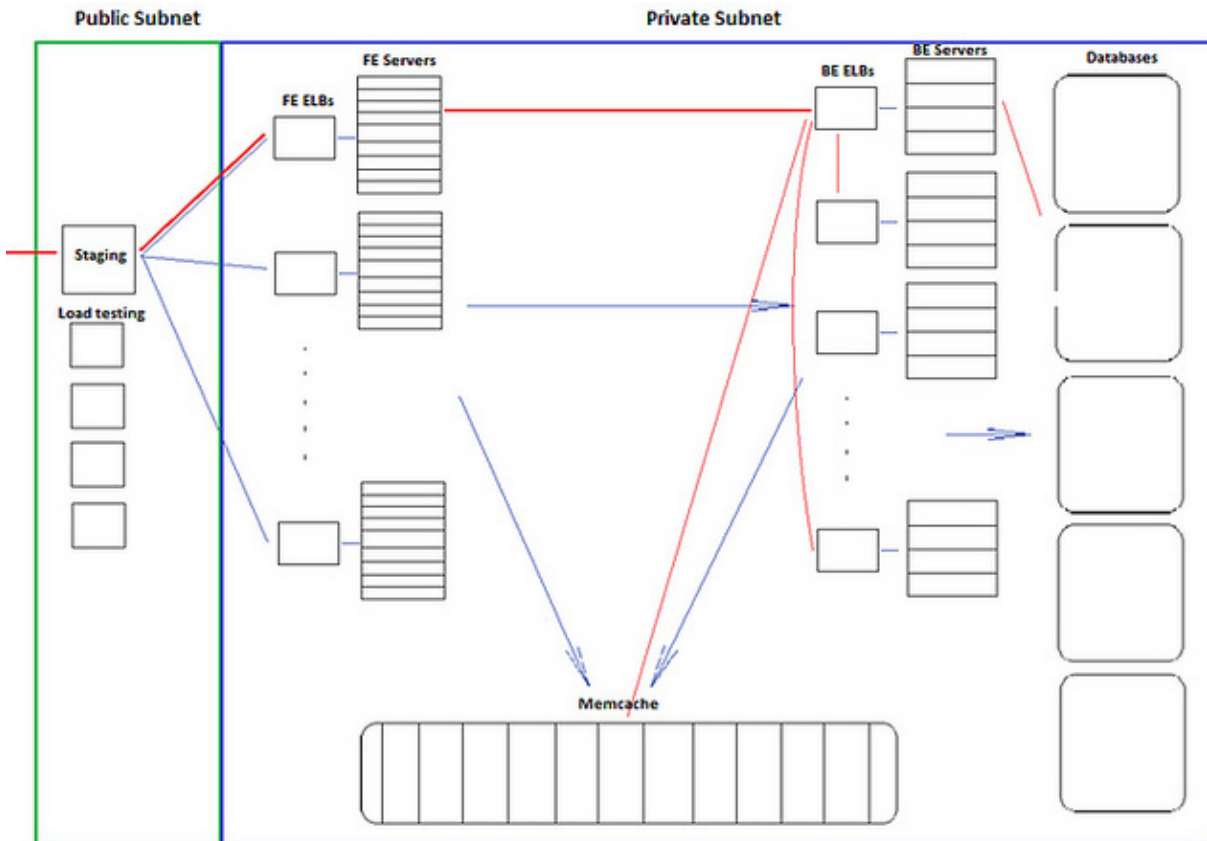 Public Subnet
Private Subnet
FE Servers
FE ELBs
BE ELBs
BE Servers
Databases
Staging
Load testing
Memcache